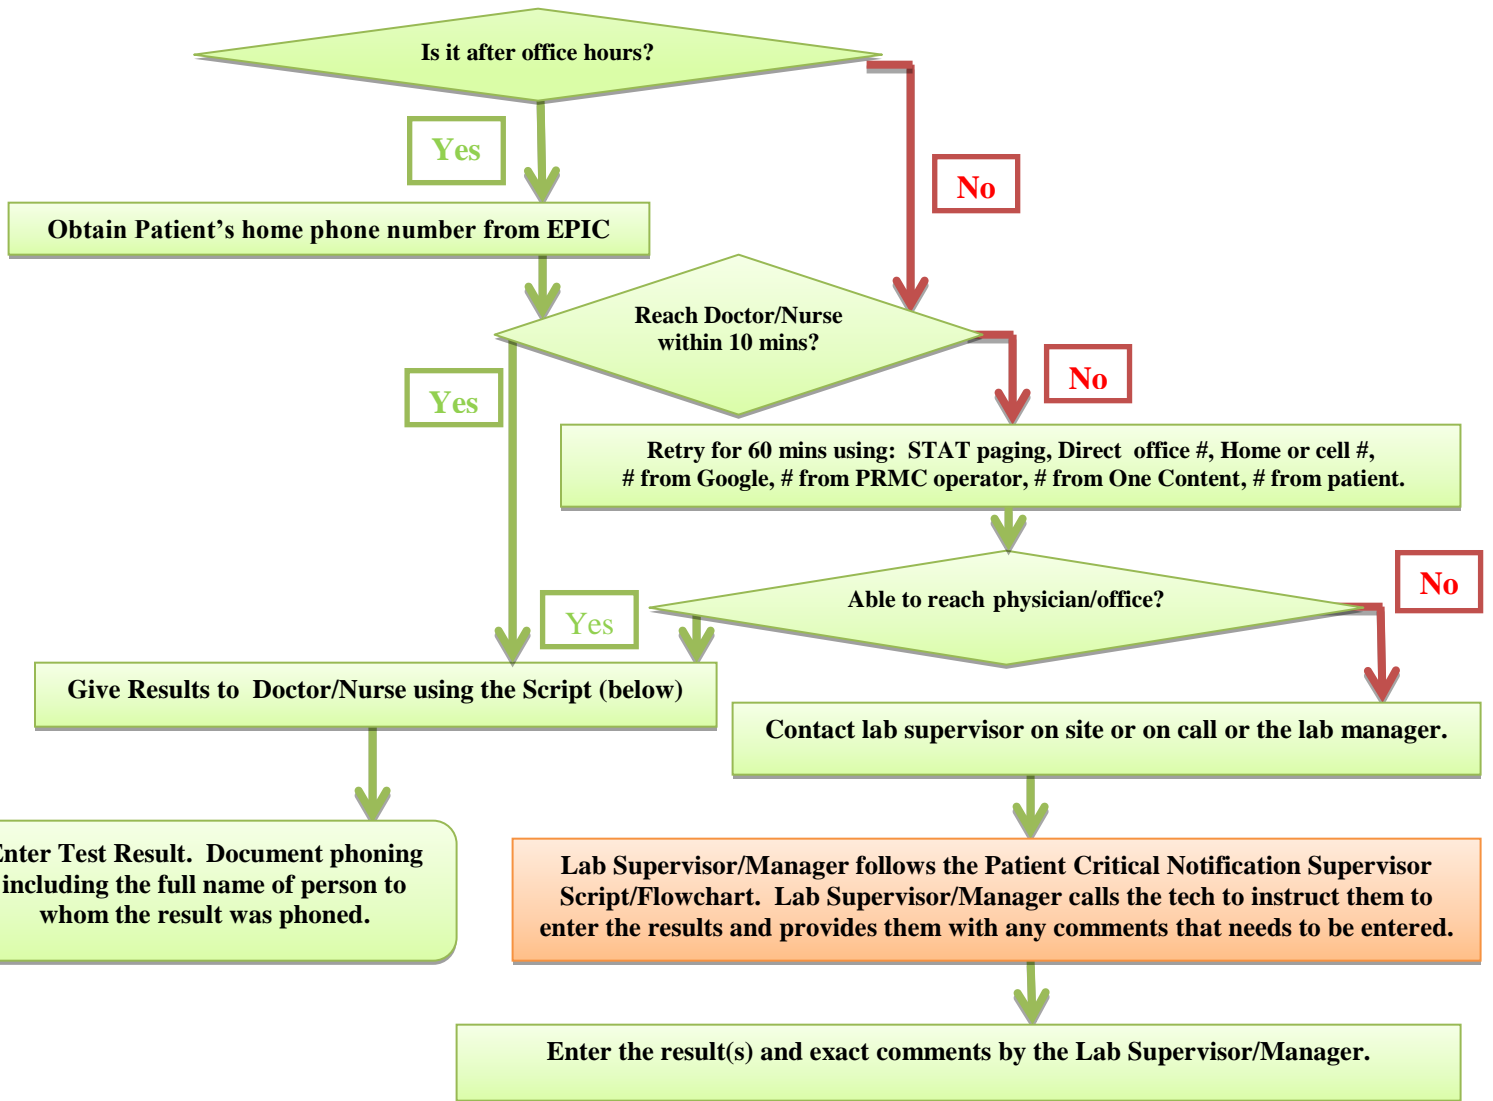 Is it after office hours?
Yes
No
Obtain Patient’s home phone number from EPIC
Reach Doctor/Nurse
within 10 mins?
Yes
No
Retry for 60 mins using:  STAT paging, Direct  office #, Home or cell #,
# from Google, # from PRMC operator, # from One Content, # from patient.
Able to reach physician/office?
Yes
No
Give Results to  Doctor/Nurse using the Script (below)
Contact lab supervisor on site or on call or the lab manager.
Enter Test Result.  Document phoning
including the full name of person to
whom the result was phoned.
Lab Supervisor/Manager follows the Patient Critical Notification Supervisor
Script/Flowchart.  Lab Supervisor/Manager calls the tech to instruct them to
enter the results and provides them with any comments that needs to be entered.
Enter the result(s) and exact comments by the Lab Supervisor/Manager.